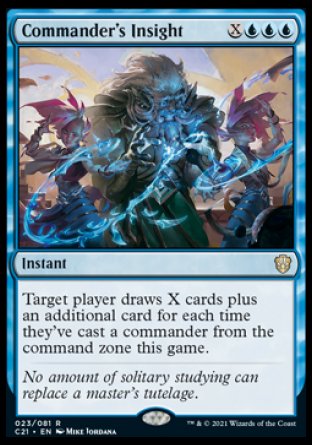 Commander's Insight XUUU
Instant
Target player draws X cards plus
an additional card for each time
they've cast a commander from the
command zone this game.
No amount of solitary studying can
replace a master's tutelage.
023/081 R
C21 • EN Mike Jordana
™ & © 2021 Wizards of the Coast